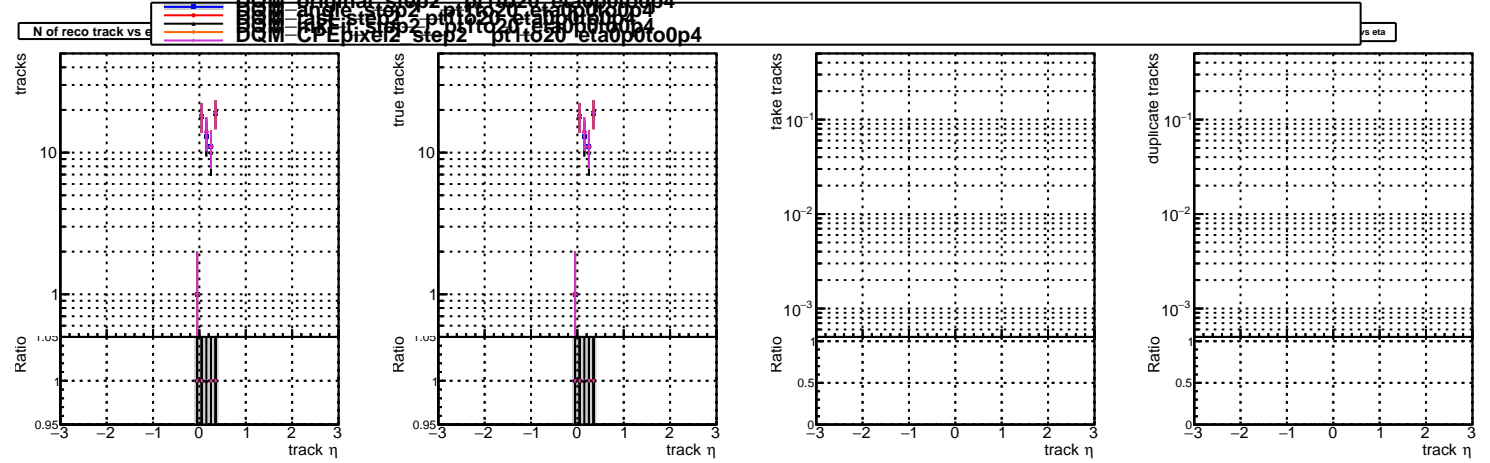 DQM_original_step2__pt1to20_eta0p0to0p4
DQM_angle_step2__pt1to20_eta0p0to0p4
DQM_CPEpixel2_step2__pt1to20_eta0p0to0p4
N of reco track vs e
vs eta
tracks
10
1
Ratio
1.05
1
0.95
−3 −2 −1 0 1 2 3
track η
true tracks
10
1
Ratio
1.05
1
0.95
−3 −2 −1 0 1 2 3
track η
fake tracks
10−1
10−2
10−3
Ratio
1
0.5
0
−3 −2 −1 0 1 2 3
track η
duplicate tracks
10−1
10−2
10−3
Ratio
1
0.5
0
−3 −2 −1 0 1 2 3
track η